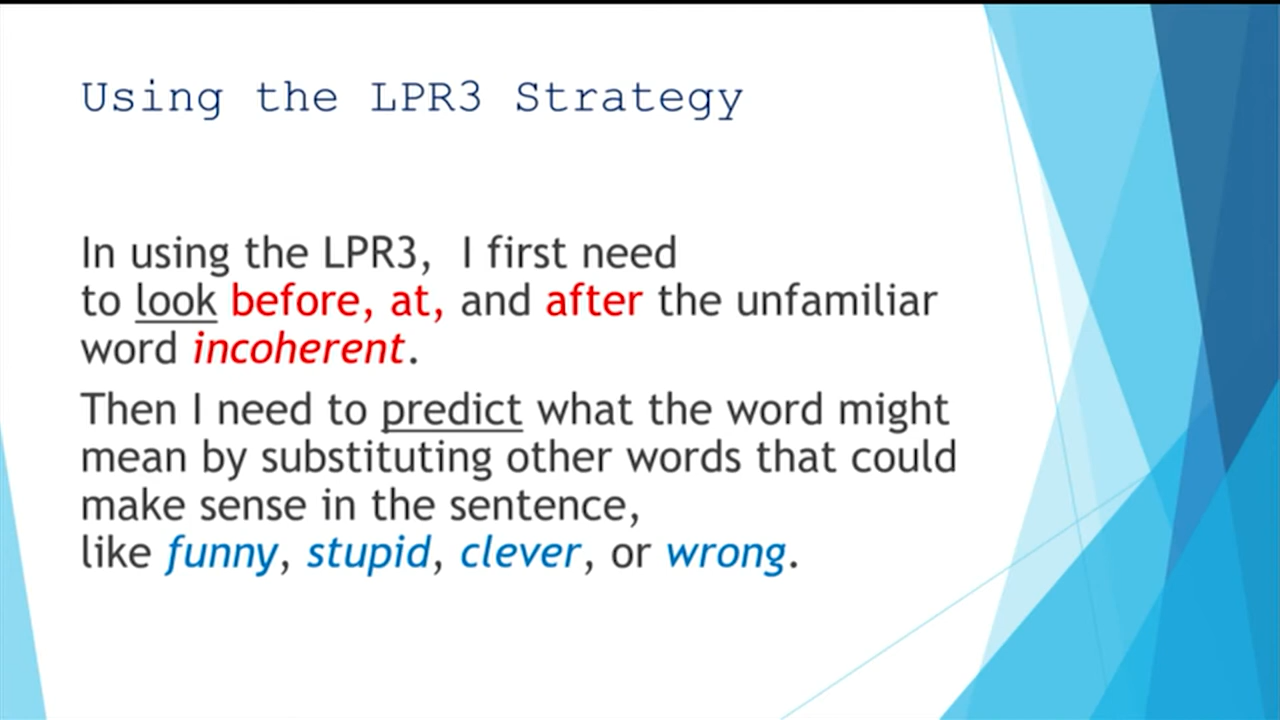 Using the LPR3 Strategy
In using the LPR3, I first need
to look before, at, and after the unfamiliar
word incoherent.
Then I need to predict what the word might
mean by substituting other words that could
make sense in the sentence,
like funny, stupid, clever, or wrong.